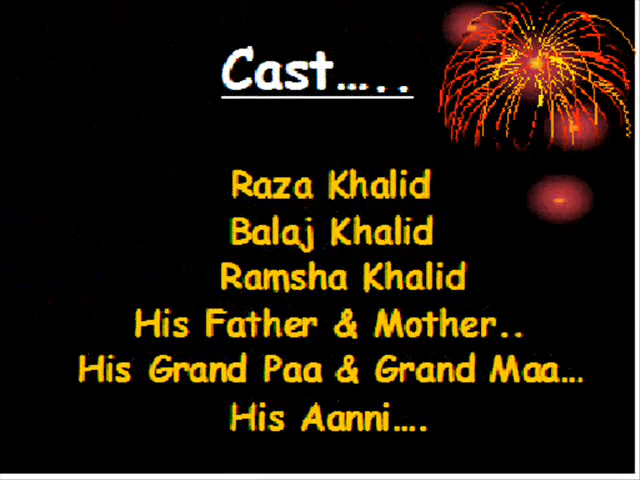 Cast.....
Raza Khalid
Balaj Khalid
Ramsha Khalid
His Father & Mother..
His Grand Paa & Grand Maa...
His Aanni....